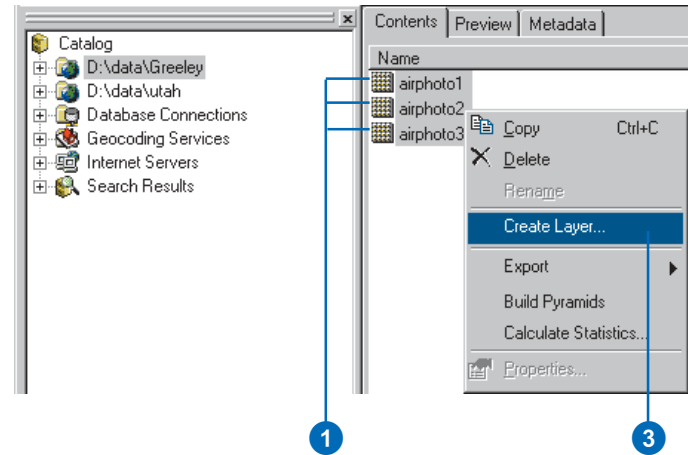 Catalog
D:\data\Greeley
D:\data\utah
Database Connections
Geocoding Services
Internet Servers
Search Results
Contents Preview Metadata
Name
airphoto1
airphoto2
airphoto3
Copy Ctrl+C
Delete
Rename
Create Layer...
Export
Build Pyramids
Calculate Statistics...
Properties...
1
3